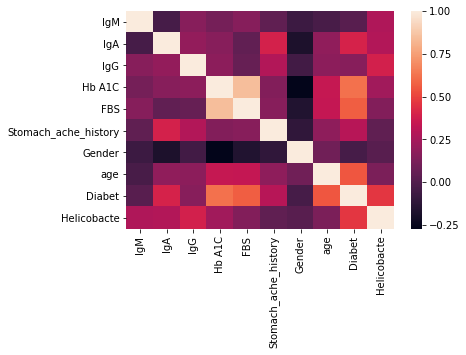 IgM
IgA
IgG
Hb A1C
FBS
Stomach_ache_history
Gender
age
Diabet
Helicobacte
IgM
IgA
IgG
Hb A1C
FBS
Stomach_ache_history
Gender
age
Diabet
Helicobacte
1.00
0.75
0.50
0.25
0.00
−0.25